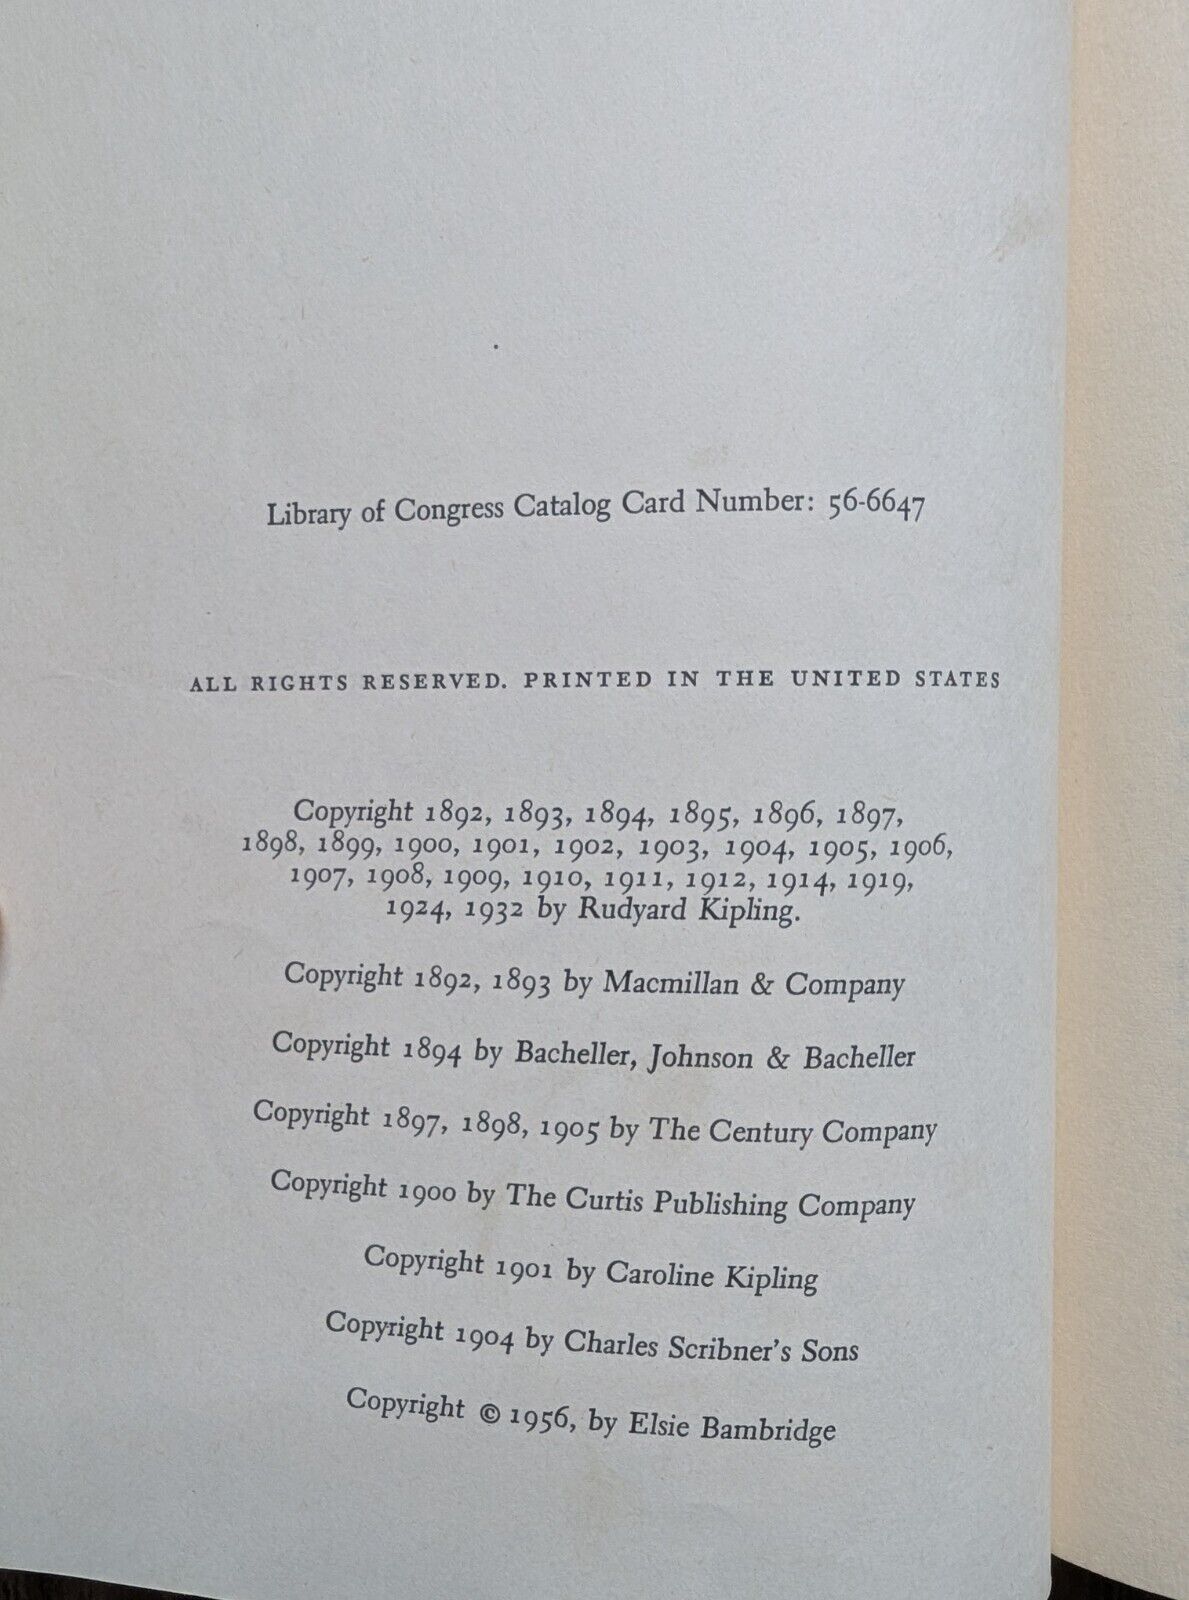 Library of Congress Catalog Card Number: 56-6647
ALL RIGHTS RESERVED. PRINTED IN THE UNITED STATES
Copyright 1892, 1893, 1894, 1895, 1896, 1897,
1898, 1899, 1900, 1901, 1902, 1903, 1904, 1905, 1906,
1907, 1908, 1909, 1910, 1911, 1912, 1914, 1919,
1924, 1932 by Rudyard Kipling.
Copyright 1892, 1893 by Macmillan & Company
Copyright 1894 by Bacheller, Johnson & Bacheller
Copyright 1897, 1898, 1905 by The Century Company
Copyright 1900 by The Curtis Publishing Company
Copyright 1901 by Caroline Kipling
Copyright 1904 by Charles Scribner's Sons
Copyright © 1956, by Elsie Bambridge